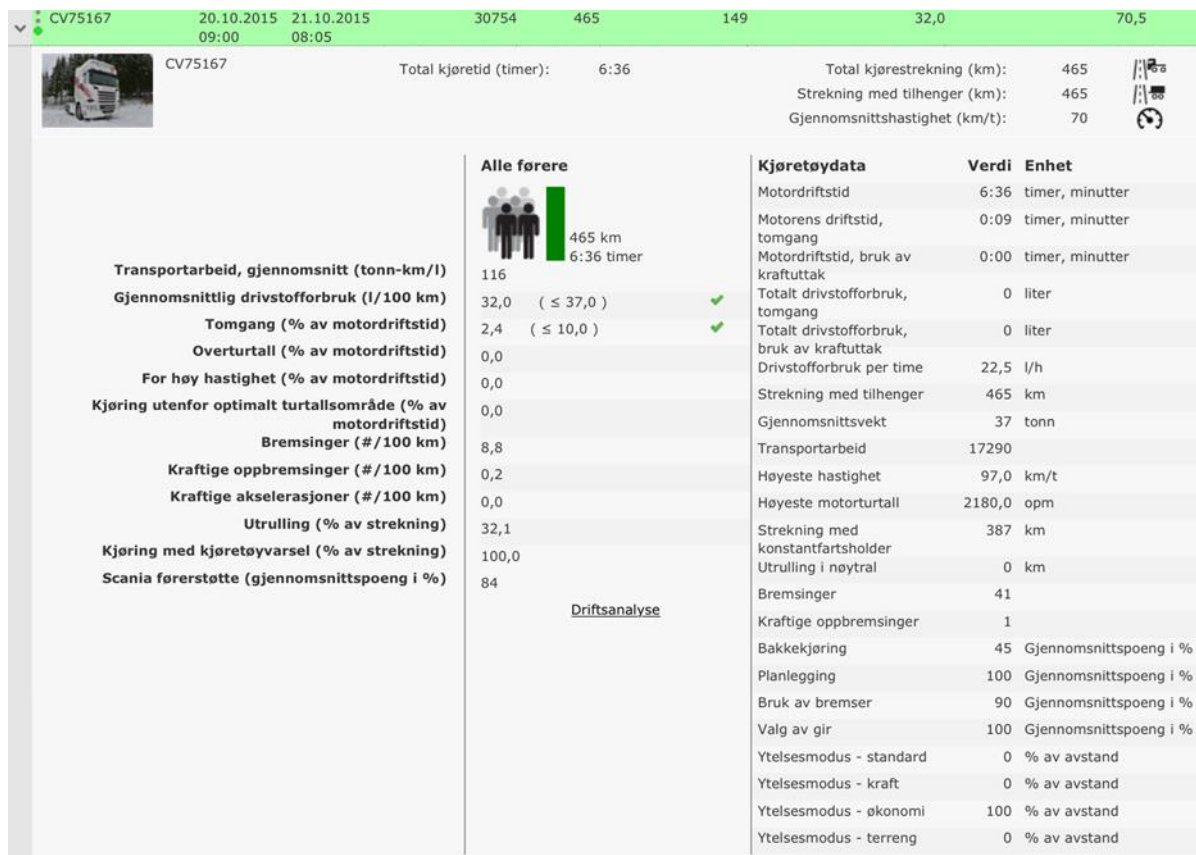 CV75167 20.10.2015 21.10.2015 30754 465 149 32,0 70,5
09:00 08:05
CV75167 Total kjøretid (timer): 6:36 Total kjørestrekning (km): 465
Strekning med tilhenger (km): 465
Gjennomsnittshastighet (km/t): 70
Alle førere
465 km
6:36 timer
Transportarbeid, gjennomsnitt (tonn-km/l) 116
Gjennomsnittlig drivstofforbruk (l/100 km) 32,0 ( ≤ 37,0 )
Tomgang (% av motordriftstid) 2,4 ( ≤ 10,0 )
Overturtall (% av motordriftstid) 0,0
For høy hastighet (% av motordriftstid) 0,0
Kjøring utenfor optimalt turtallsområde (% av
motordriftstid) 0,0
Bremsinger (#/100 km) 8,8
Kraftige oppbremsinger (#/100 km) 0,2
Kraftige akselerasjoner (#/100 km) 0,0
Utrulling (% av strekning) 32,1
Kjøring med kjøretøyvarsel (% av strekning) 100,0
Scania førerstøtte (gjennomsnittspoeng i %) 84
Driftsanalyse
Kjøretøydata Verdi Enhet
Motordriftstid 6:36 timer, minutter
Motorens driftstid, 0:09 timer, minutter
tomgang
Motordriftstid, bruk av 0:00 timer, minutter
kraftuttak
Totalt drivstofforbruk, 0 liter
tomgang
Totalt drivstofforbruk, 0 liter
bruk av kraftuttak
Drivstofforbruk per time 22,5 l/h
Strekning med tilhenger 465 km
Gjennomsnittsvekt 37 tonn
Transportarbeid 17290
Høyeste hastighet 97,0 km/t
Høyeste motorturtall 2180,0 opm
Strekning med 387 km
konstantfartsholder
Utrulling i nøytral 0 km
Bremsinger 41
Kraftige oppbremsinger 1
Bakkekjøring 45 Gjennomsnittspoeng i %
Planlegging 100 Gjennomsnittspoeng i %
Bruk av bremser 90 Gjennomsnittspoeng i %
Valg av gir 100 Gjennomsnittspoeng i %
Ytelsesmodus - standard 0 % av avstand
Ytelsesmodus - kraft 0 % av avstand
Ytelsesmodus - økonomi 100 % av avstand
Ytelsesmodus - terreng 0 % av avstand